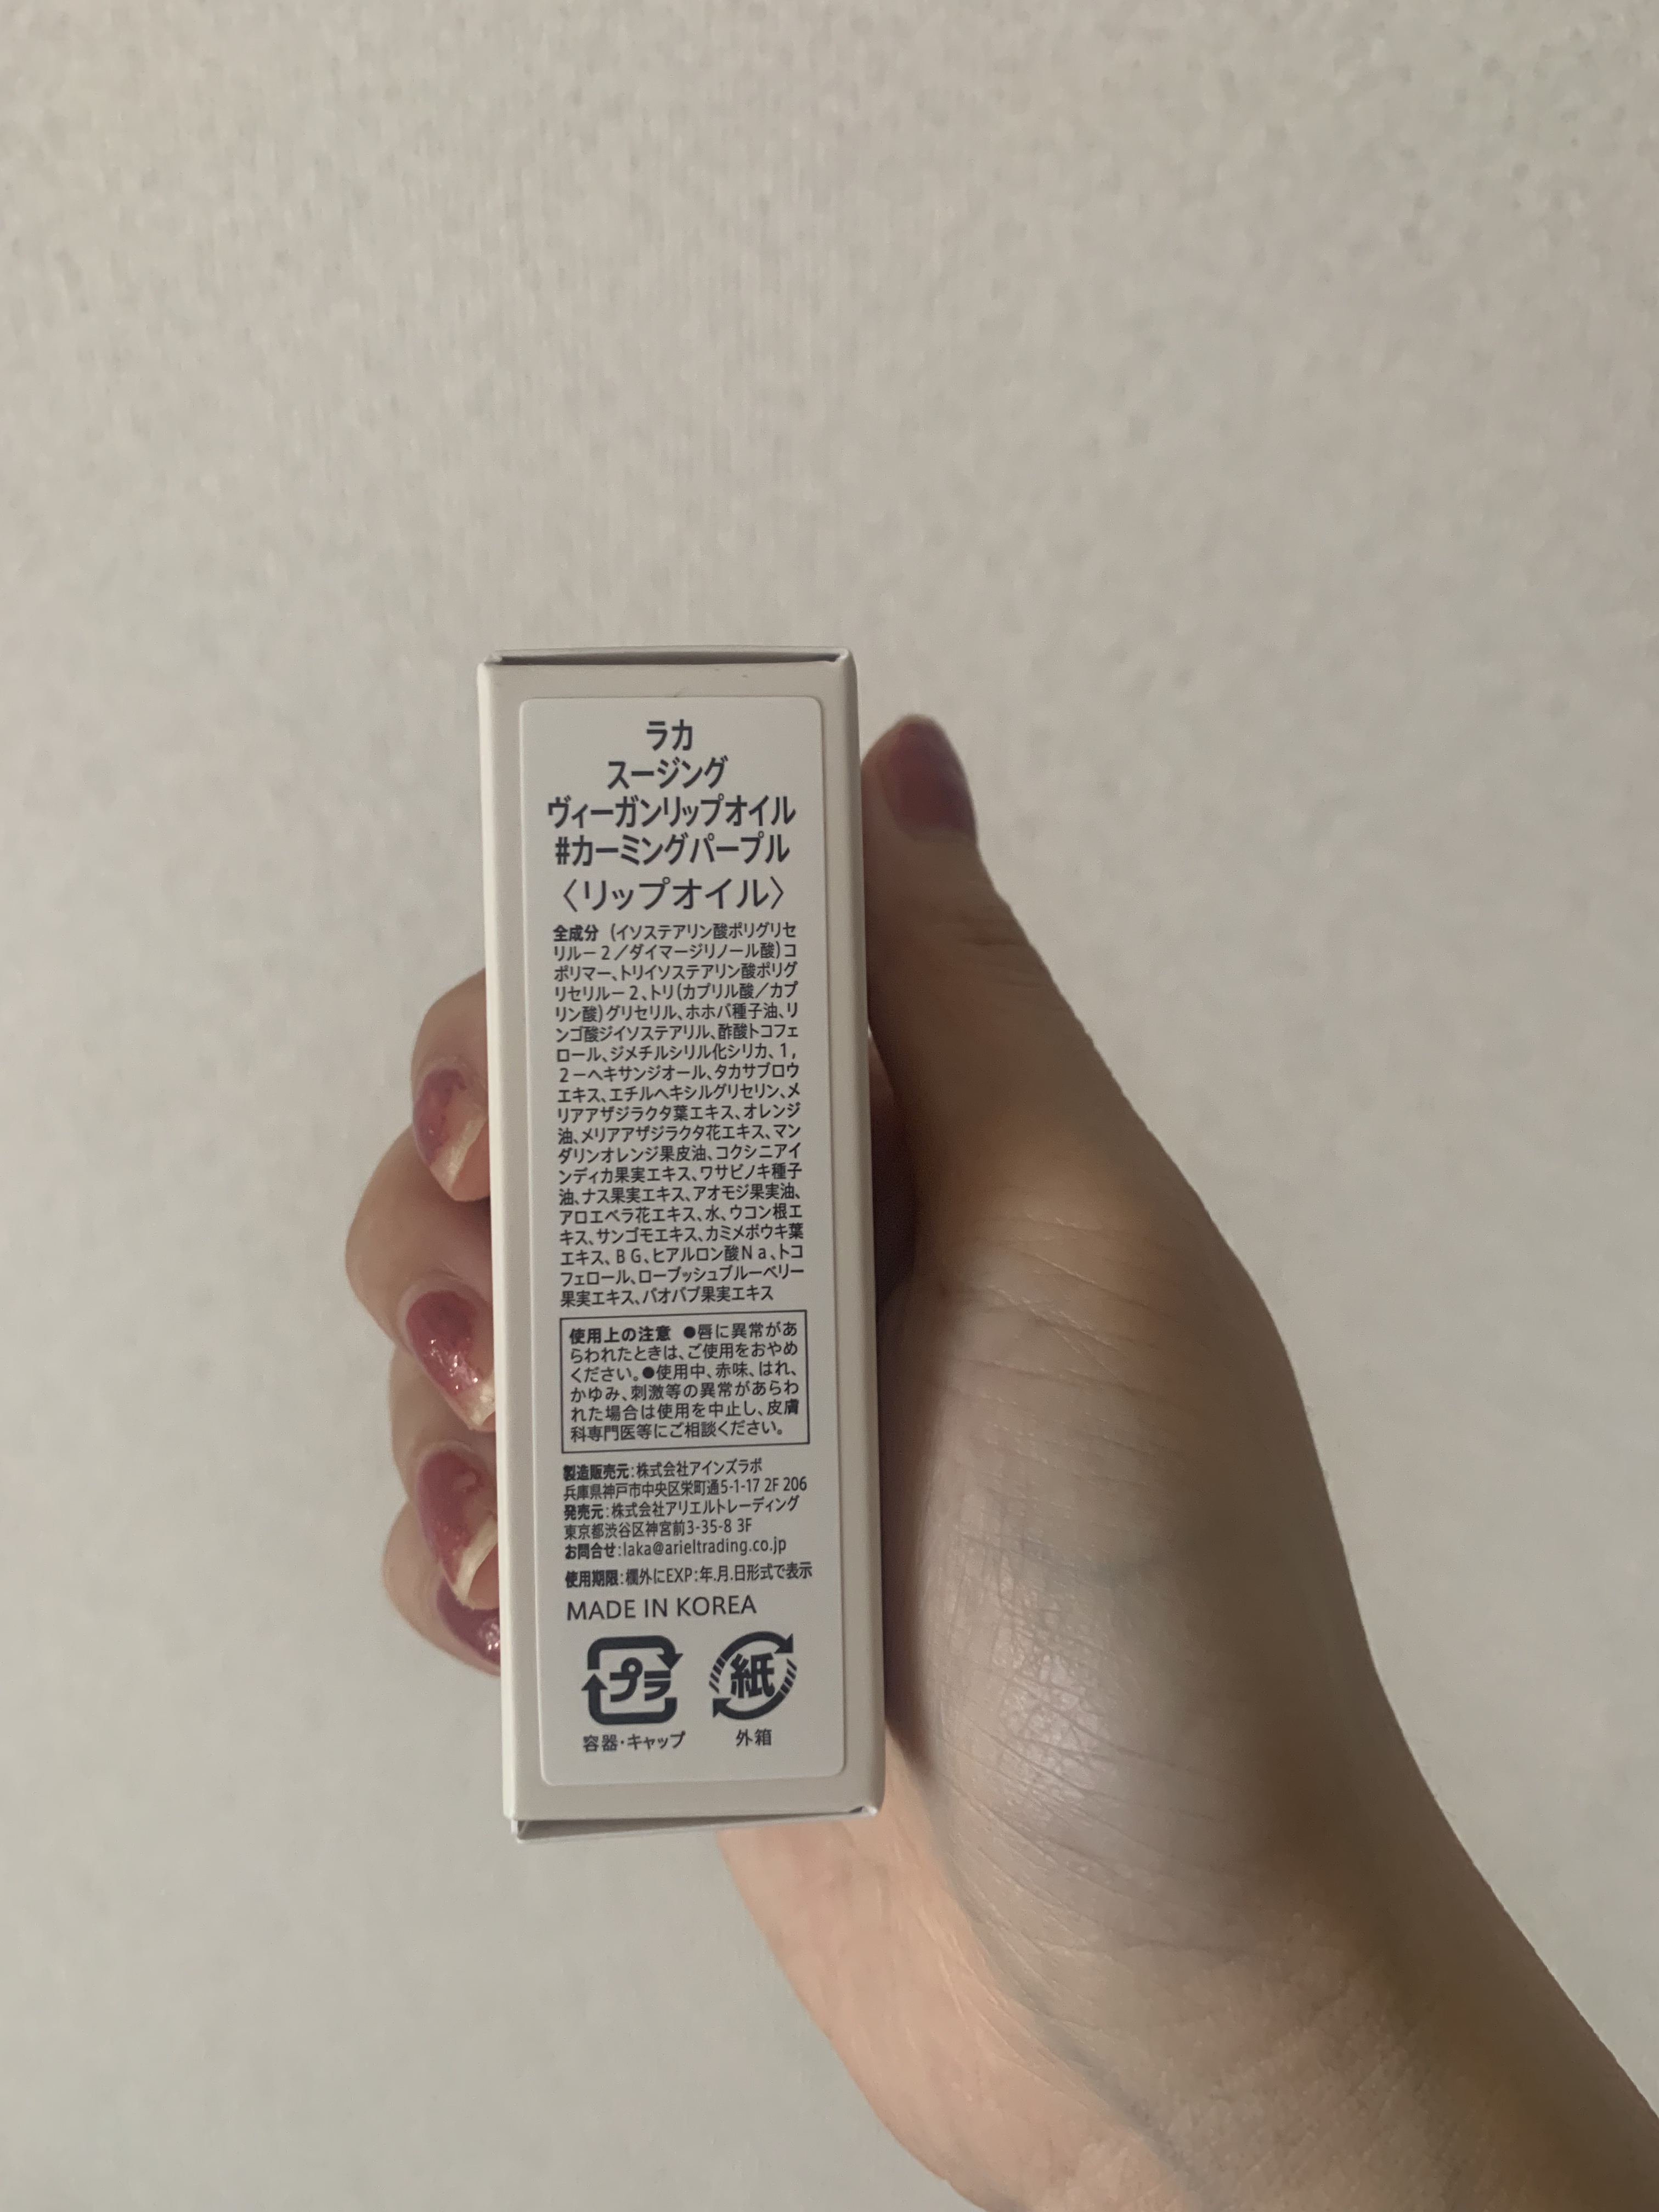 ラカ
スージング
ヴィーガンリップオイル
#カーミングパープル
〈リップオイル〉
全成分 (イソステアリン酸ポリグリセ
リル－２／ダイマージリノール酸)コ
ポリマー、トリイソステアリン酸ポリグ
リセリル－２、トリ(カプリル酸／カプ
リン酸)グリセリル、ホホバ種子油、リ
ンゴ酸ジイソステアリル、酢酸トコフェ
ロール、ジメチルシリル化シリカ、１，
２－ヘキサンジオール、タカサブロウ
エキス、エチルヘキシルグリセリン、メ
リアアザジラクタ葉エキス、オレンジ
油、メリアアザジラクタ花エキス、マン
ダリンオレンジ果皮油、コクシニアイ
ンディカ果実エキス、ワサビノキ種子
油、ナス果実エキス、アオモジ果実油、
アロエベラ花エキス、水、ウコン根エ
キス、サンゴモエキス、カミメボウキ葉
エキス、ＢＧ、ヒアルロン酸Ｎａ、トコ
フェロール、ローブッシュブルーベリー
果実エキス、バオバブ果実エキス
使用上の注意 ●唇に異常があ
らわれたときは、ご使用をおやめ
ください。●使用中、赤味、はれ、
かゆみ、刺激等の異常があらわ
れた場合は使用を中止し、皮膚
科専門医等にご相談ください。
製造販売元:株式会社アインズラボ
兵庫県神戸市中央区栄町通5-1-17 2F 206
発売元:株式会社アリエルトレーディング
東京都渋谷区神宮前3-35-8 3F
お問合せ:laka@arieltrading.co.jp
使用期限:欄外にEXP:年.月.日形式で表示
MADE IN KOREA
プラ 紙
容器・キャップ 外箱